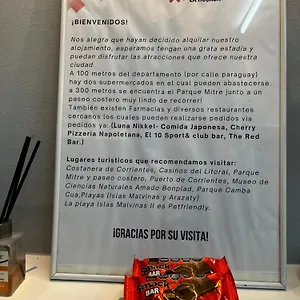 ¡BIENVENIDOS!
Nos alegra que hayan decidido alquilar nuestro
alojamiento, esperamos tengan una grata estadía y
puedan disfrutar las atracciones que ofrece nuestra
ciudad.
A 100 metros del departamento (por calle paraguay)
hay dos supermercados en el cual pueden abastecerse.
a 300 metros se encuentra el Parque Mitre junto a un
paseo costero muy lindo de recorrer!
También existen Farmacias y diversos restaurantes
cercanos los cuales pueden realizarse pedidos vía
pedidos ya: (Luna Nikkei- Comida Japonesa, Cherry
Pizzeria Napoletana, El 10 Sport& club bar, The Red
Bar.)
Lugares turisticos que recomendamos visitar:
Costanera de Corrientes, Casinos del Litoral, Parque
Mitre y paseo costero, Puerto de Corrientes, Museo de
Ciencias Naturales Amado Bonplad, Parque Camba
Cua,Playas (Islas Malvinas y Arazaty)
La playa Islas Malvinas II es Petfriendly.
¡GRACIAS POR SU VISITA!
BAR
BAR